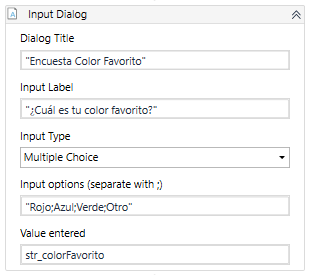 Input Dialog
Dialog Title
"Encuesta Color Favorito"
Input Label
"¿Cuál es tu color favorito?"
Input Type
Multiple Choice
Input options (separate with ;)
"Rojo;Azul;Verde;Otro"
Value entered
str_colorFavorito